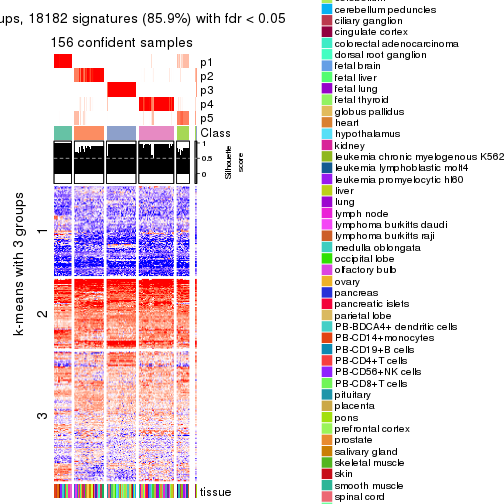 ups, 18182 signatures (85.9%) with fdr < 0.05
156 confident samples
p1
p2
p3
p4
p5
Class
1
0.5
0
Silhouette
score
k-means with 3 groups
1
2
3
tissue
cerebellum peduncles
ciliary ganglion
cingulate cortex
colorectal adenocarcinoma
dorsal root ganglion
fetal brain
fetal liver
fetal lung
fetal thyroid
globus pallidus
heart
hypothalamus
kidney
leukemia chronic myelogenous K562
leukemia lymphoblastic molt4
leukemia promyelocytic hl60
liver
lung
lymph node
lymphoma burkitts daudi
lymphoma burkitts raji
medulla oblongata
occipital lobe
olfactory bulb
ovary
pancreas
pancreatic islets
parietal lobe
PB-BDCA4+ dendritic cells
PB-CD14+monocytes
PB-CD19+B cells
PB-CD4+T cells
PB-CD56+NK cells
PB-CD8+T cells
pituitary
placenta
pons
prefrontal cortex
prostate
salivary gland
skeletal muscle
skin
smooth muscle
spinal cord